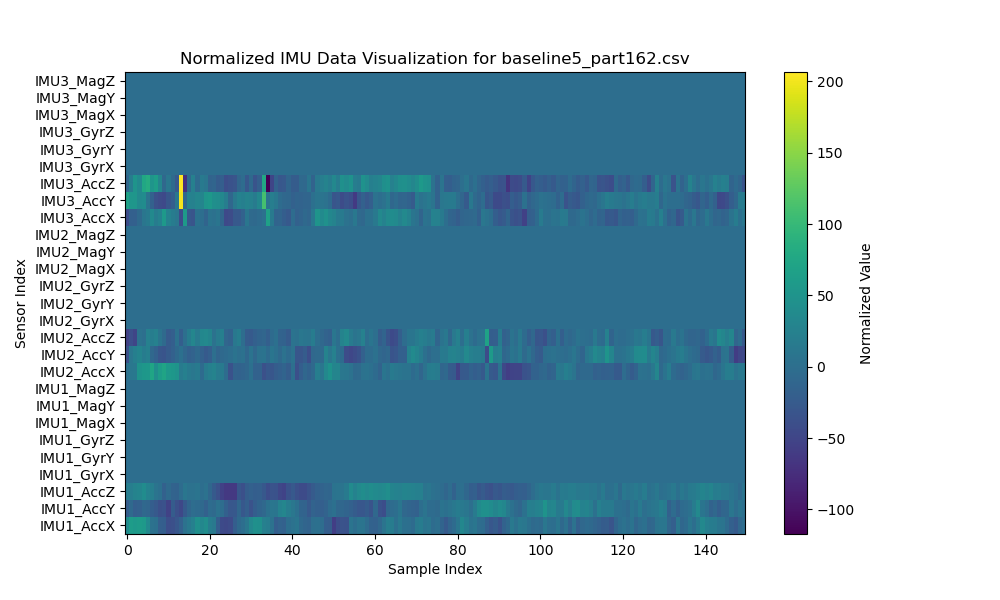 Normalized IMU Data Visualization for baseline5_part162.csv
Sensor Index
IMU3_MagZ
IMU3_MagY
IMU3_MagX
IMU3_GyrZ
IMU3_GyrY
IMU3_GyrX
IMU3_AccZ
IMU3_AccY
IMU3_AccX
IMU2_MagZ
IMU2_MagY
IMU2_MagX
IMU2_GyrZ
IMU2_GyrY
IMU2_GyrX
IMU2_AccZ
IMU2_AccY
IMU2_AccX
IMU1_MagZ
IMU1_MagY
IMU1_MagX
IMU1_GyrZ
IMU1_GyrY
IMU1_GyrX
IMU1_AccZ
IMU1_AccY
IMU1_AccX
0 20 40 60 80 100 120 140
Sample Index
200
150
100
50
0
−50
−100
Normalized Value